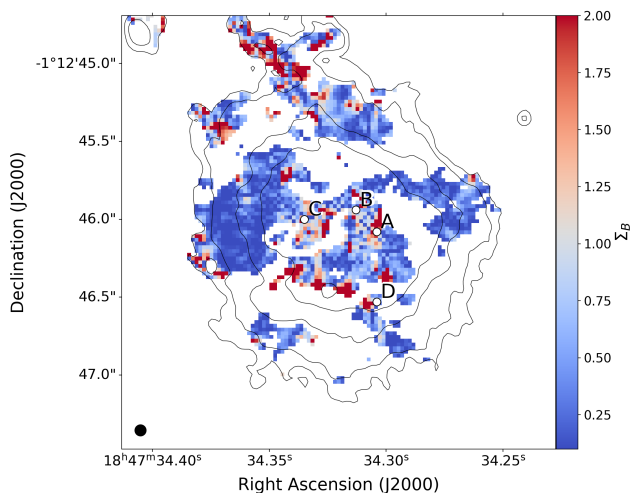 -1°12'45.0"
45.5"
46.0"
46.5"
47.0"
Declination (J2000)
B
C
A
D
18ʰ47ᵐ34.40ˢ
34.35ˢ
34.30ˢ
34.25ˢ
Right Ascension (J2000)
2.00
1.75
1.50
1.25
1.00
0.75
0.50
0.25
Σ_B